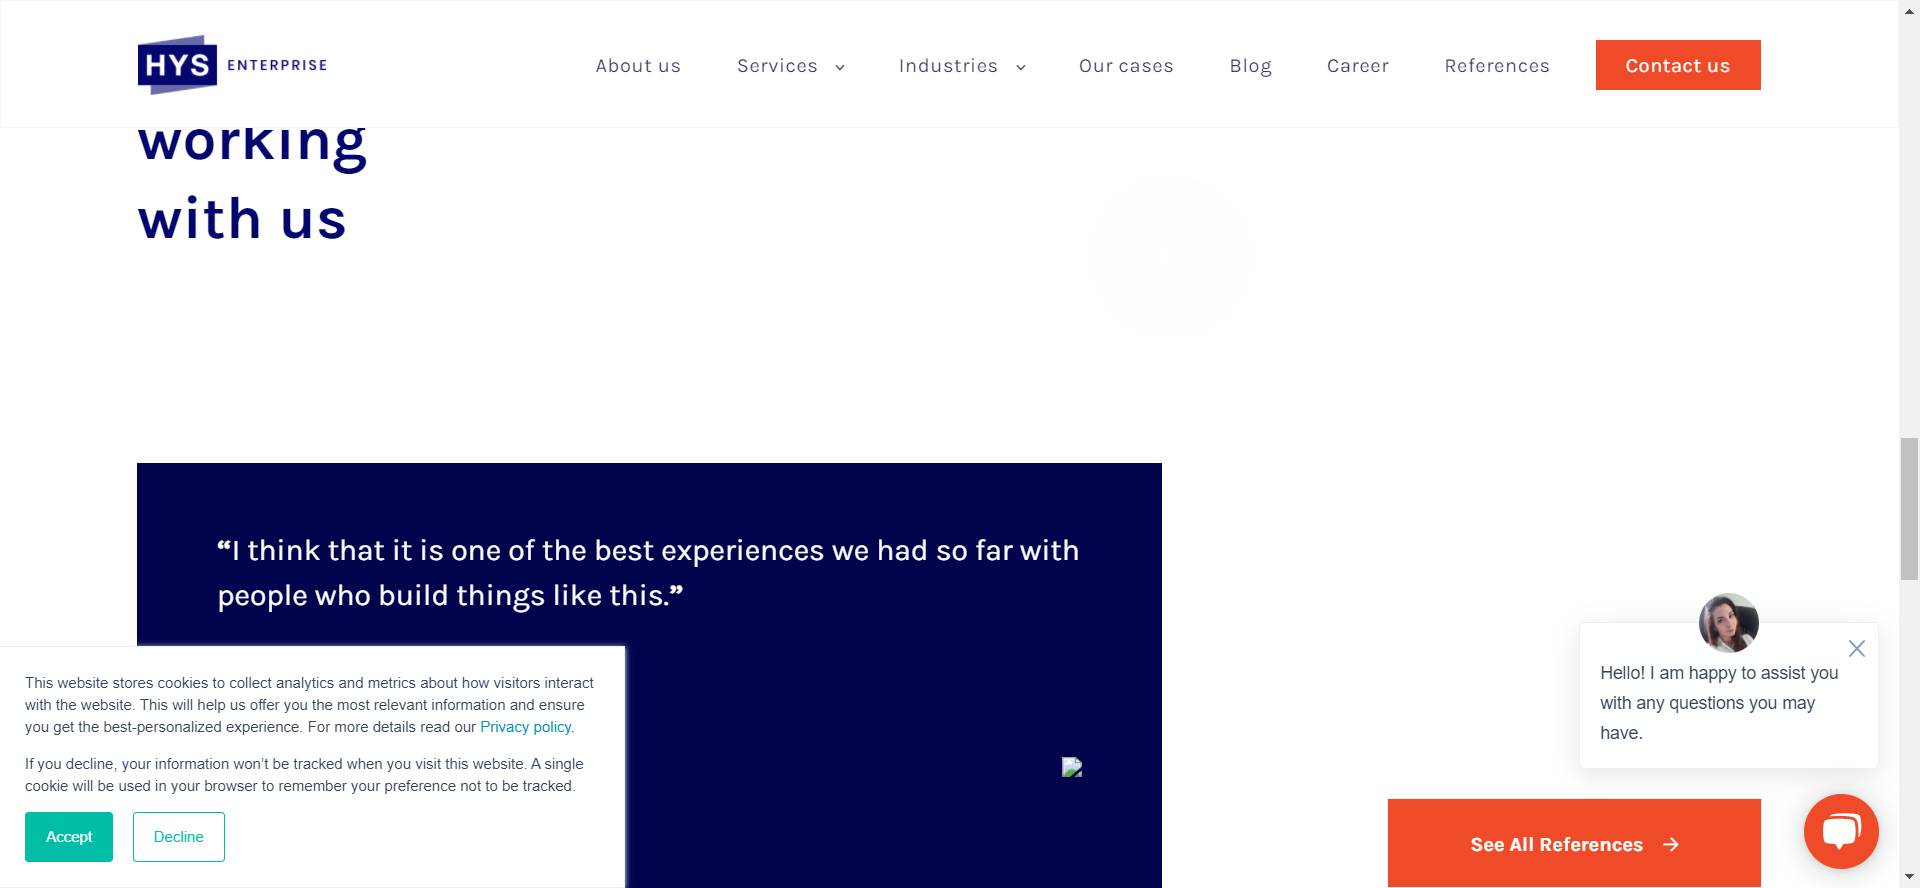 HYS ENTERPRISE
About us Services Industries Our cases Blog Career References Contact us
working
with us
“I think that it is one of the best experiences we had so far with
people who build things like this.”
This website stores cookies to collect analytics and metrics about how visitors interact
with the website. This will help us offer you the most relevant information and ensure
you get the best-personalized experience. For more details read our Privacy policy.
If you decline, your information won’t be tracked when you visit this website. A single
cookie will be used in your browser to remember your preference not to be tracked.
Accept Decline
Hello! I am happy to assist you
with any questions you may
have.
See All References